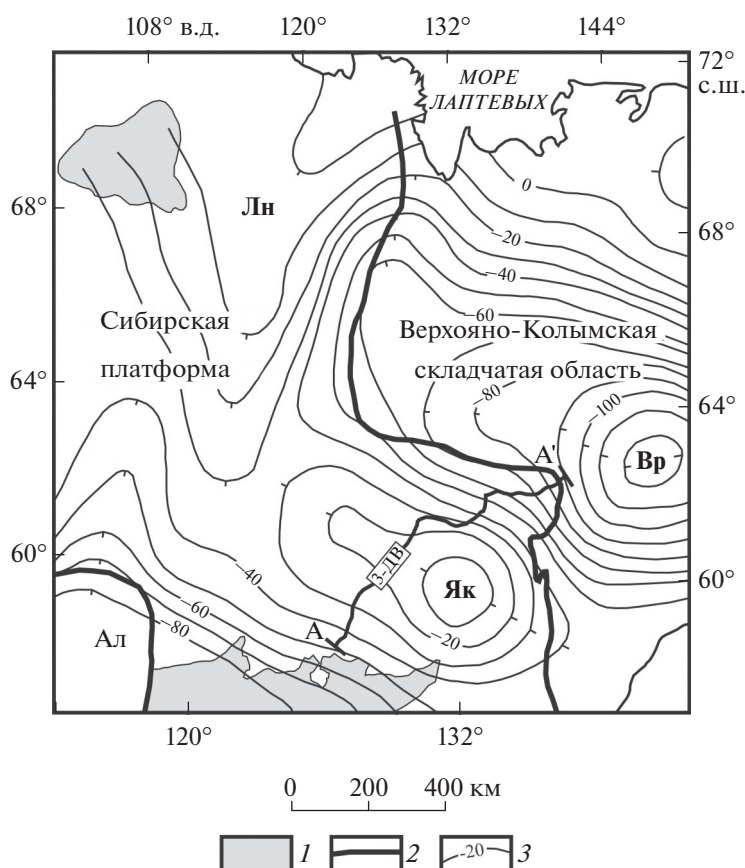 108° в.д. 120° 132° 144°
72°
с.ш.
МОРЕ
ЛАПТЕВЫХ
0
68°
Лн
–20
68°
–40
–60
Сибирская
платформа
Верхояно-Колымская
складчатая область
64°
–80
–100
64°
А'
Вр
60°
3-ДВ
60°
–40
Як
–60
Ал
–80
А
–20
120° 132°
0 200 400 км
1 2 -20 3